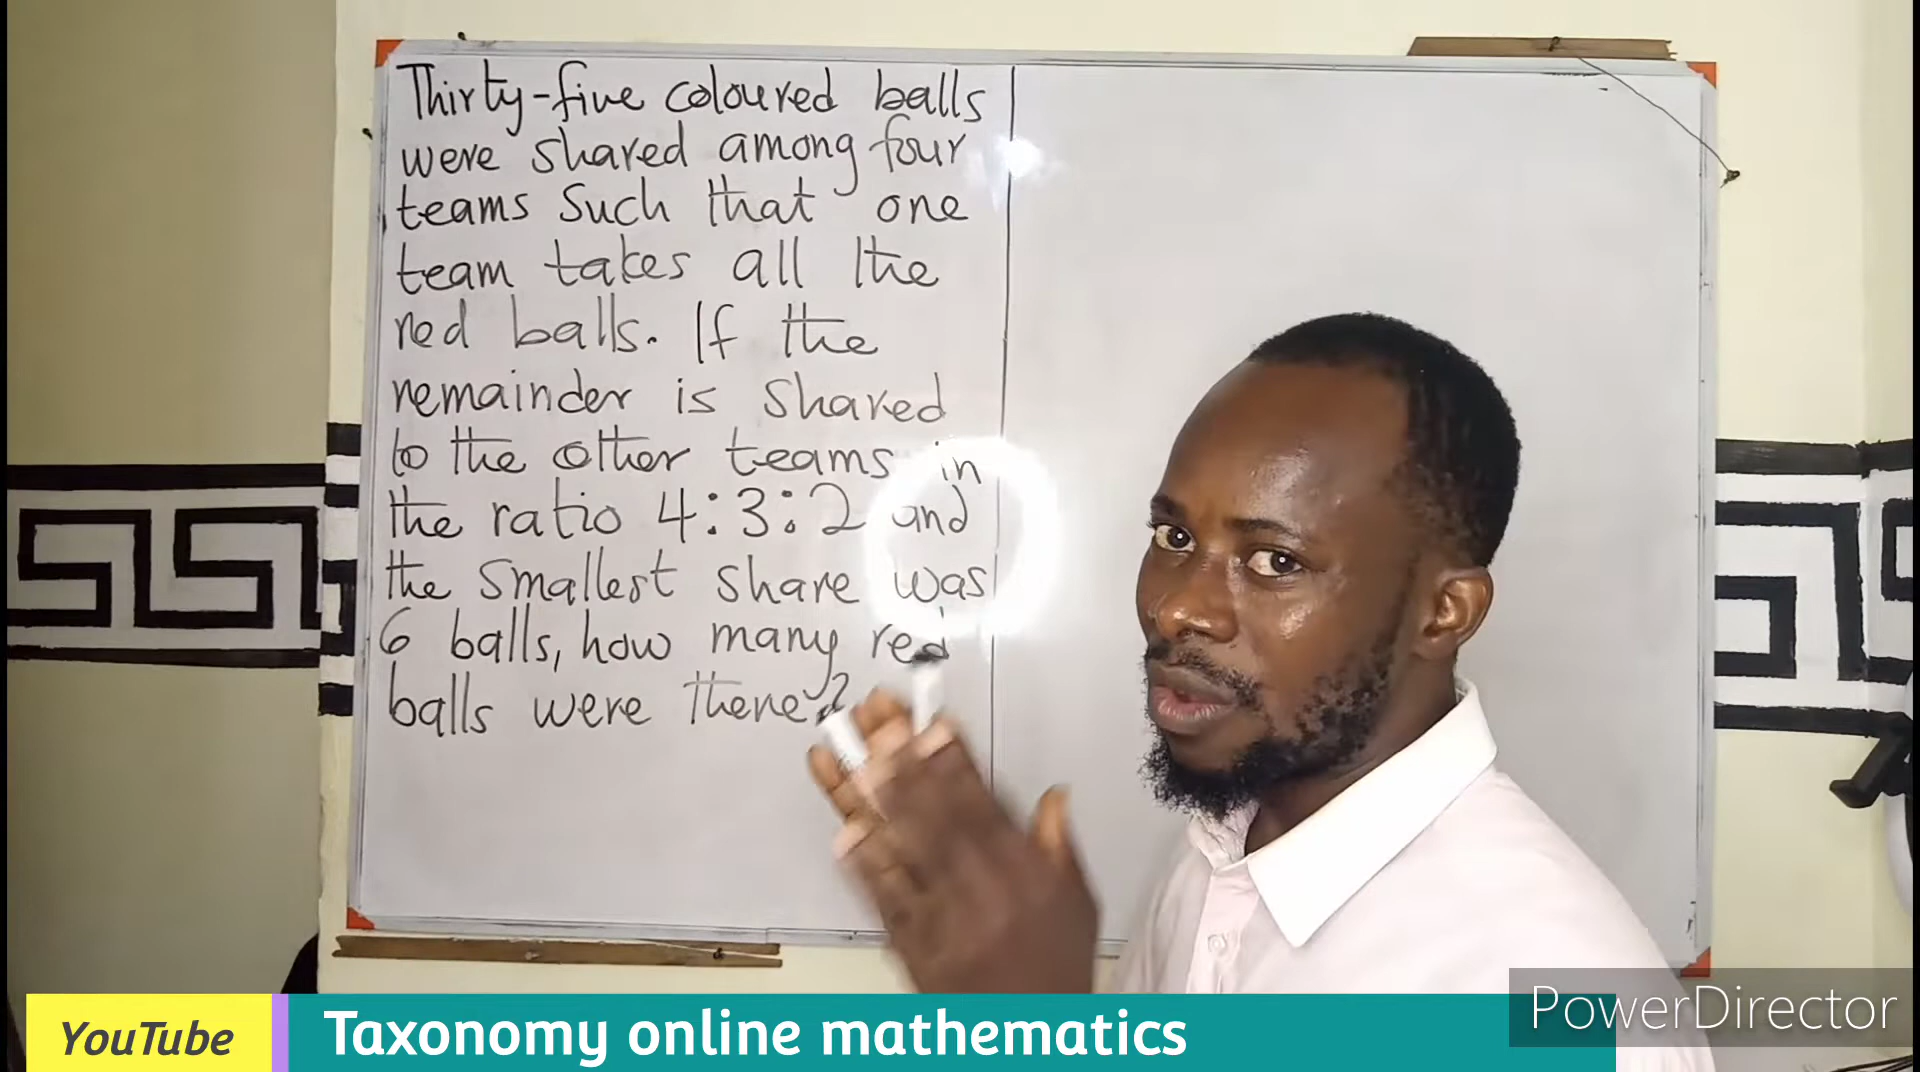 Thirty-five coloured balls
were shared among four
teams such that one
team takes all the
red balls. If the
remainder is shared
to the other teams in
the ratio 4:3:2 and
the smallest share was
6 balls, how many red
balls were there?
YouTube
Taxonomy online mathematics
PowerDirector